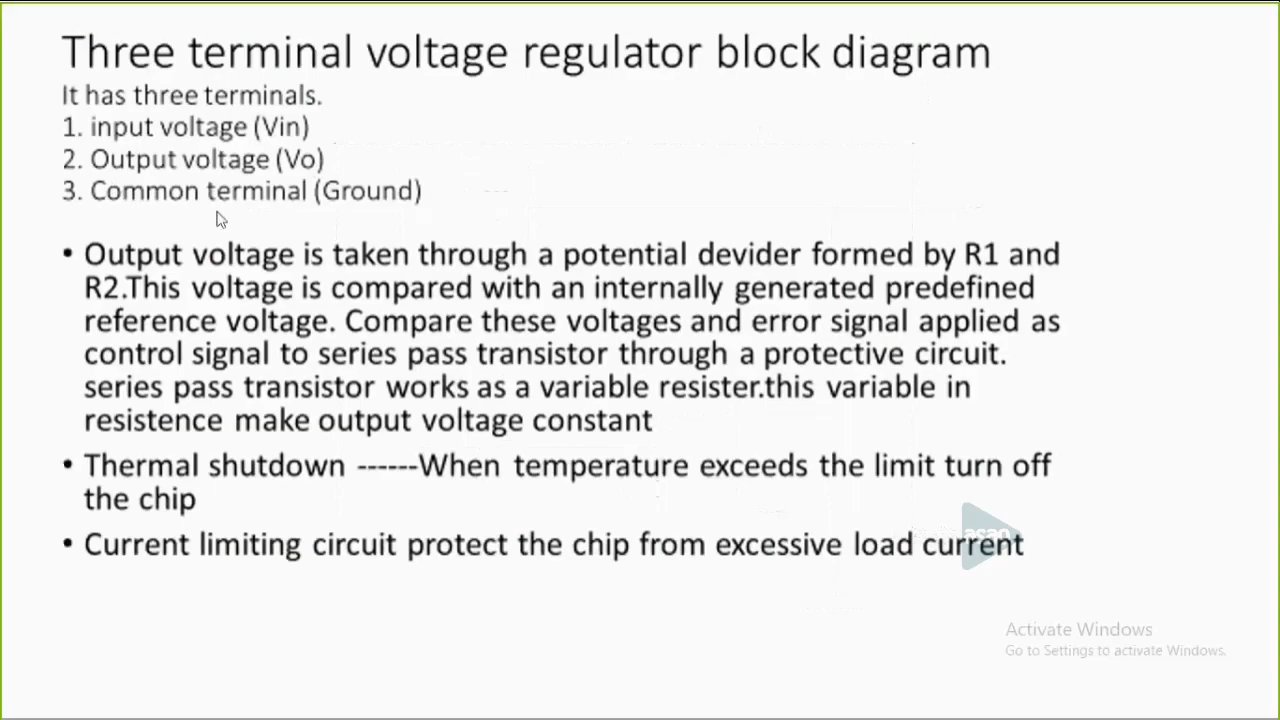 Three terminal voltage regulator block diagram
It has three terminals.
1. input voltage (Vin)
2. Output voltage (Vo)
3. Common terminal (Ground)
• Output voltage is taken through a potential devider formed by R1 and
R2.This voltage is compared with an internally generated predefined
reference voltage. Compare these voltages and error signal applied as
control signal to series pass transistor through a protective circuit.
series pass transistor works as a variable resister.this variable in
resistence make output voltage constant
• Thermal shutdown ------When temperature exceeds the limit turn off
the chip
• Current limiting circuit protect the chip from excessive load current
Activate Windows
Go to Settings to activate Windows.